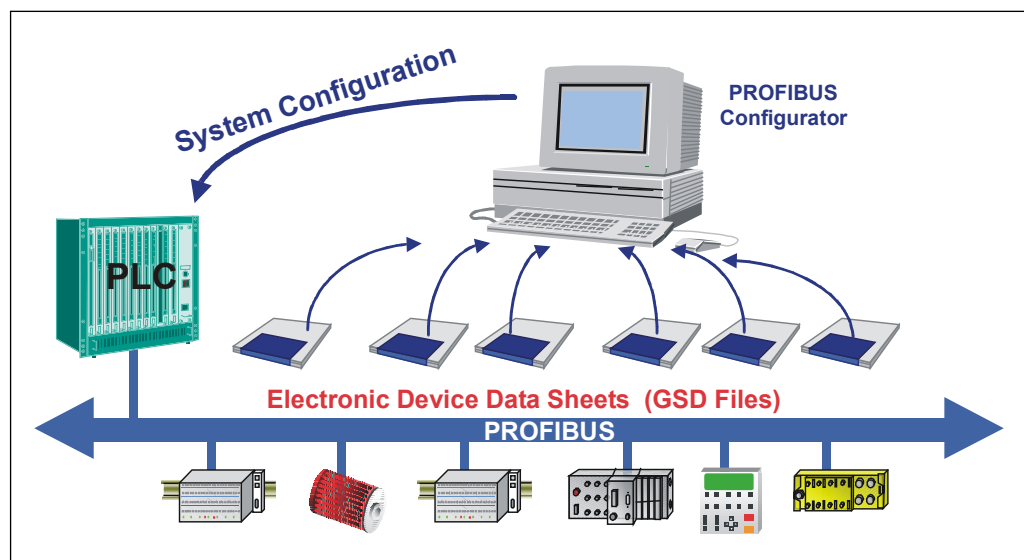 System Configuration
PROFIBUS
Configurator
PLC
Electronic Device Data Sheets (GSD Files)
PROFIBUS